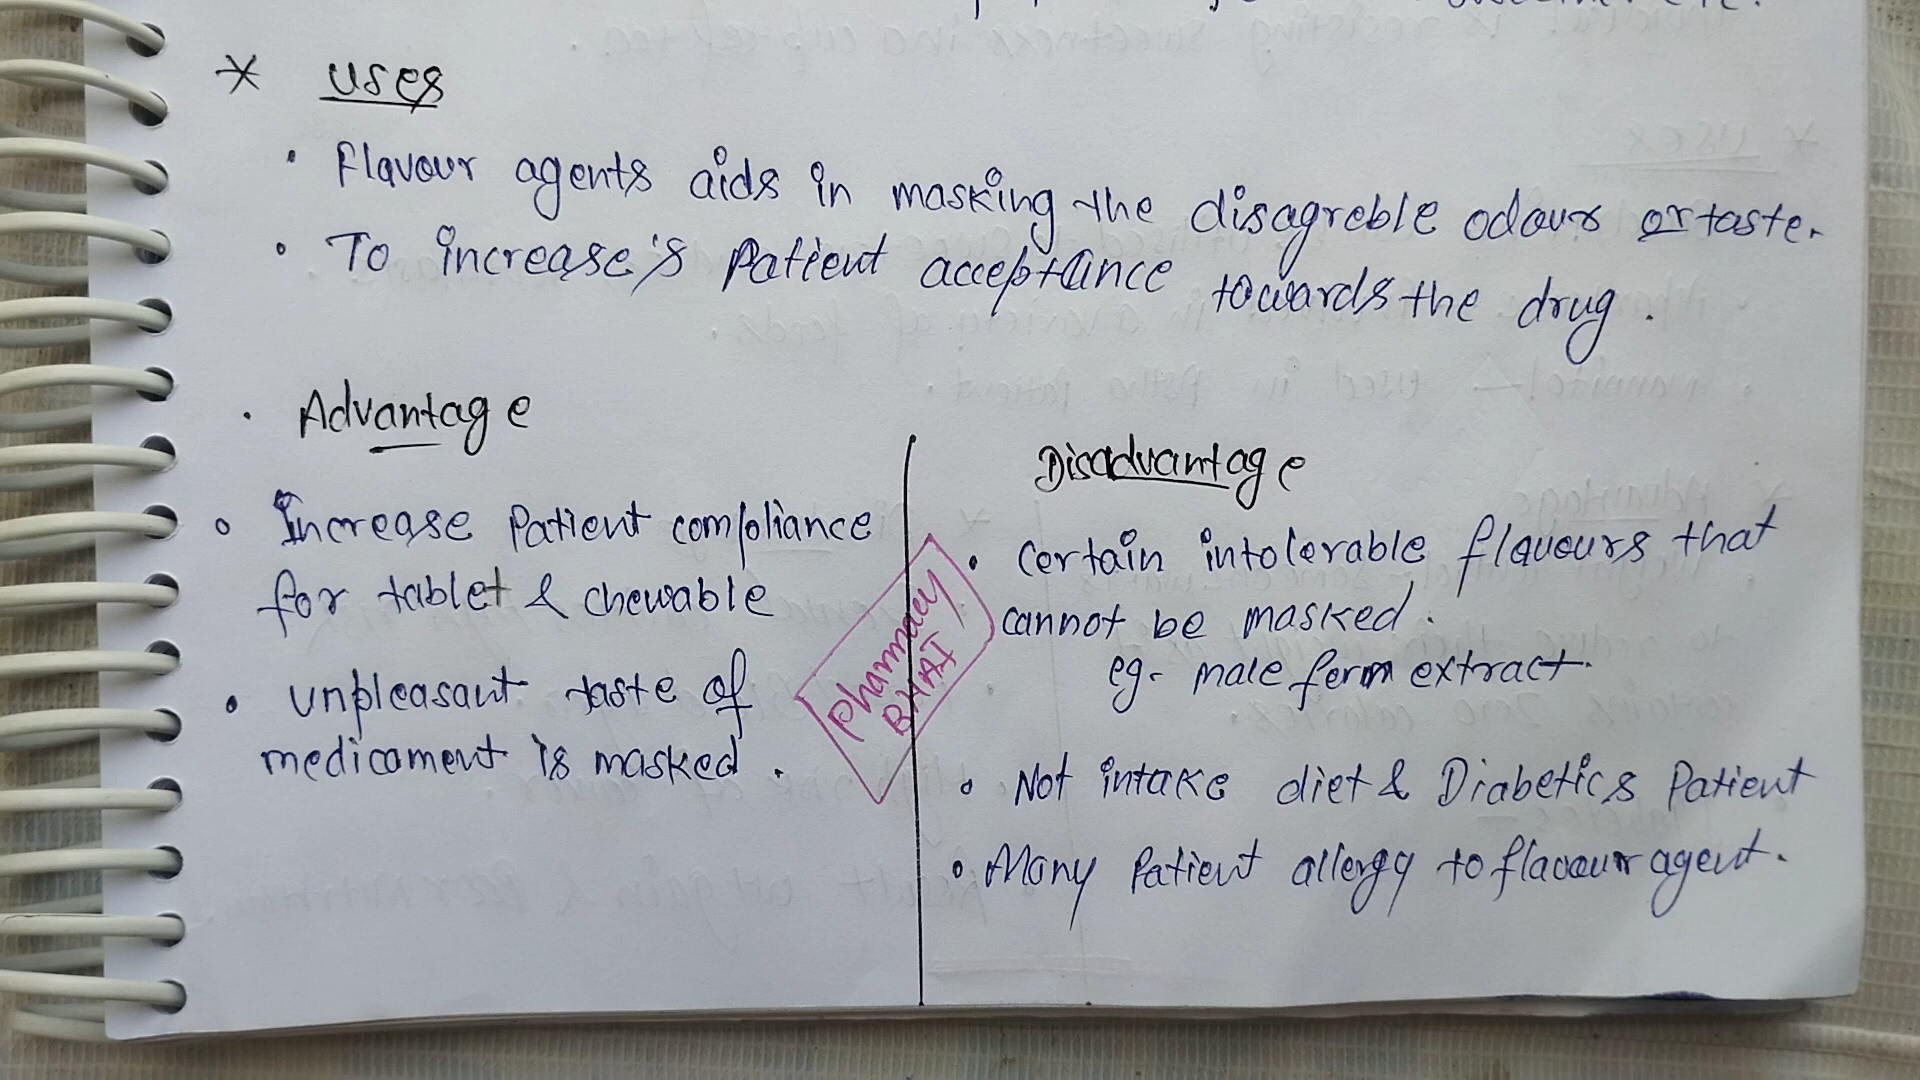 * uses
• Flavour agents aids in masking the disagreble odours or taste.
• To increase's Patient acceptance towards the drug.
• Advantage
• Increase Patient compliance
for tablet & chewable
• unpleasant taste of
medicament is masked.
Pharmacy
BHAI
Disadvantage
• certain intolerable flavours that
cannot be masked.
eg- male fern extract.
• Not intake diet & Diabetics Patient
• Many Patient allergy to flavour agent.